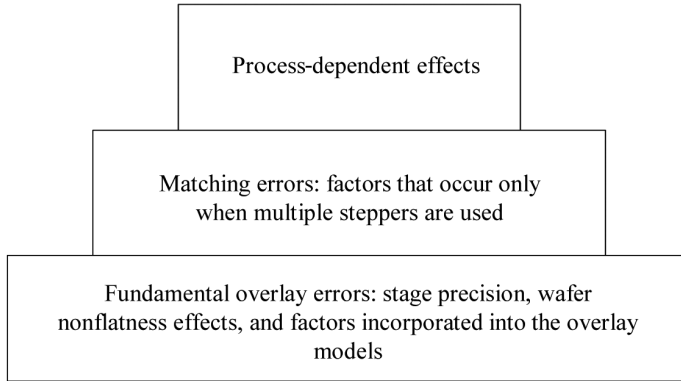 Process-dependent effects
Matching errors: factors that occur only
when multiple steppers are used
Fundamental overlay errors: stage precision, wafer
nonflatness effects, and factors incorporated into the overlay
models